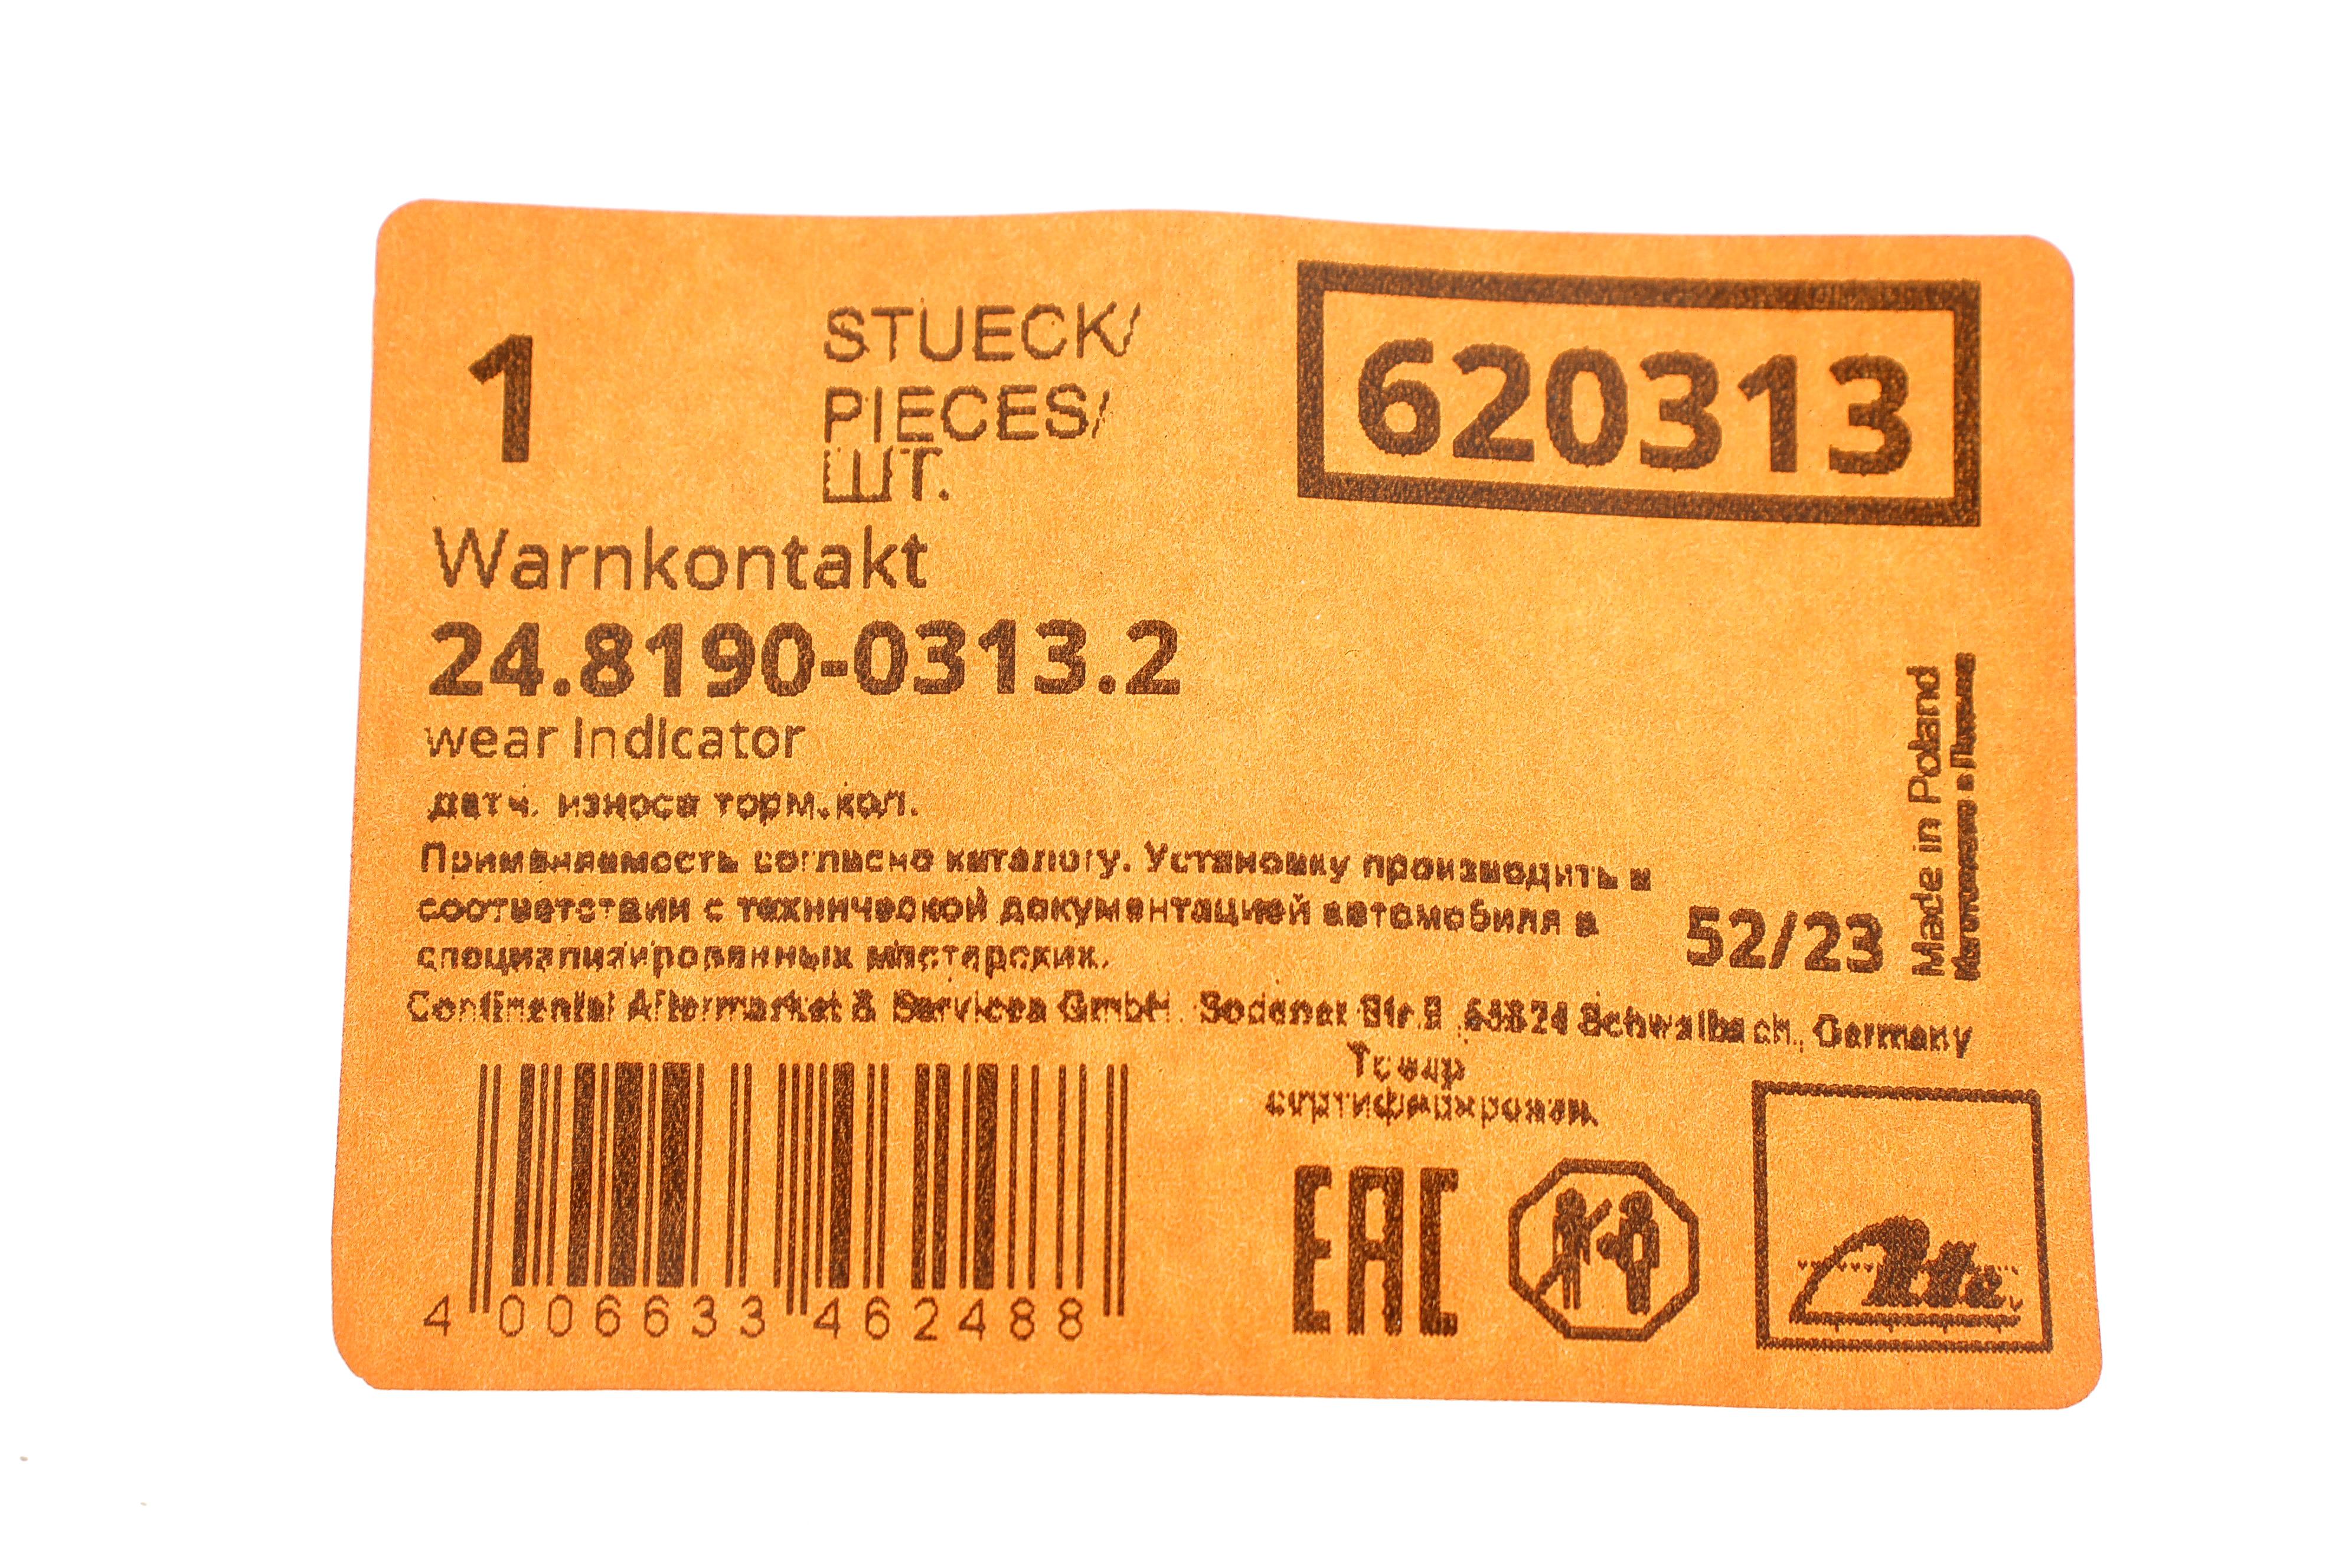 1
STUECK/
PIECES/
ШТ.
620313
Warnkontakt
24.8190-0313.2
wear Indicator
датч. износа торм.кол.
Применяемость согласно каталогу. Установку производить в
соответствии с технической документацией автомобиля в
специализированных мастерских.
52/23
Made in Poland
Изготовлено в Польше
Continental Aftermarket & Services GmbH Sodener Str.9 65824 Schwalbach., Germany
Товар
сертифицирован.
4 006633 462488
EAC
Ate